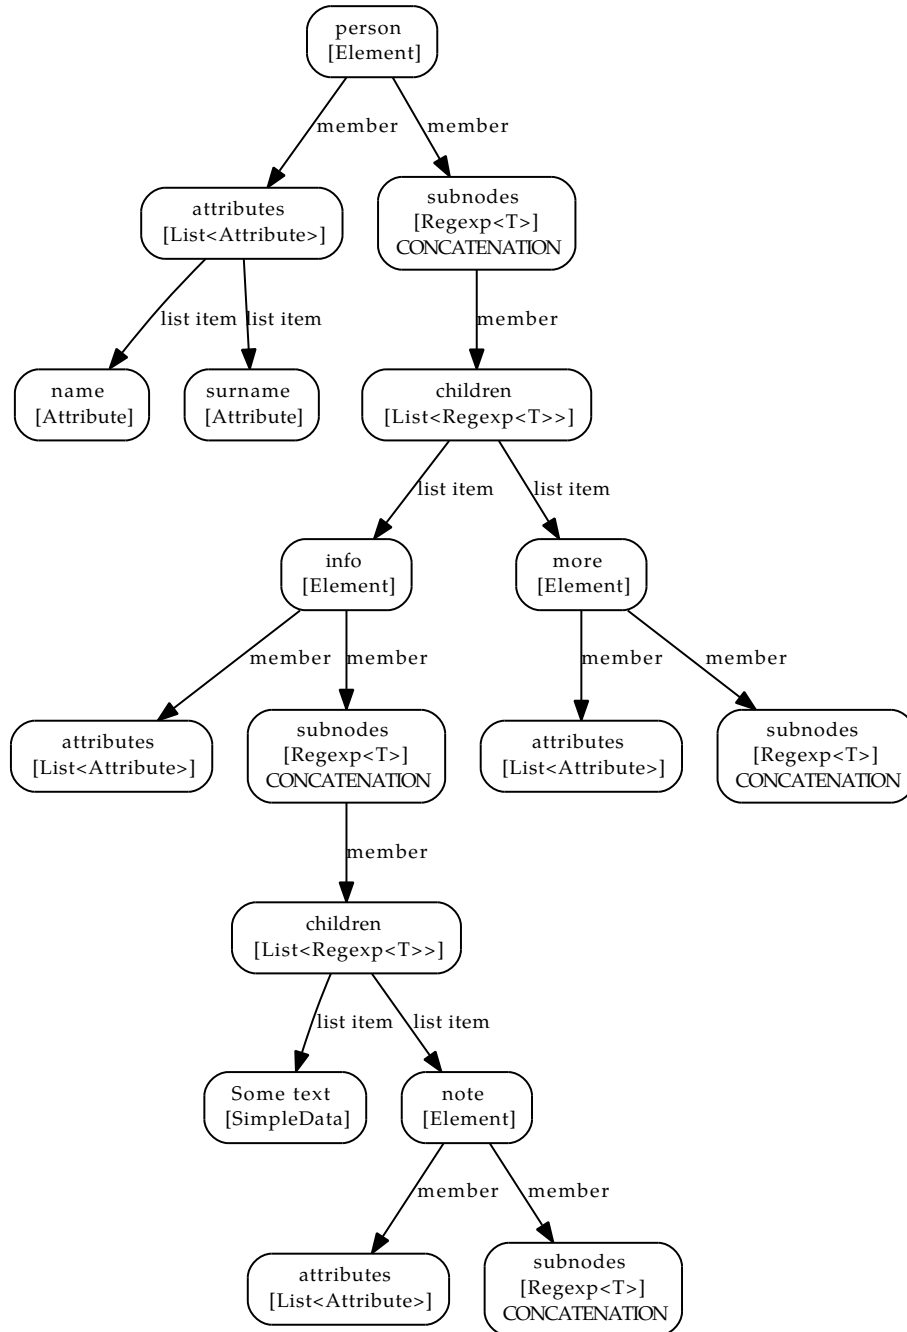 person
[Element]
member
member
attributes
[List<Attribute>]
subnodes
[Regexp<T>]
CONCATENATION
list item
list item
member
name
[Attribute]
surname
[Attribute]
children
[List<Regexp<T>>]
list item
list item
info
[Element]
more
[Element]
member
member
member
member
attributes
[List<Attribute>]
subnodes
[Regexp<T>]
CONCATENATION
attributes
[List<Attribute>]
subnodes
[Regexp<T>]
CONCATENATION
member
children
[List<Regexp<T>>]
list item
list item
Some text
[SimpleData]
note
[Element]
member
member
attributes
[List<Attribute>]
subnodes
[Regexp<T>]
CONCATENATION